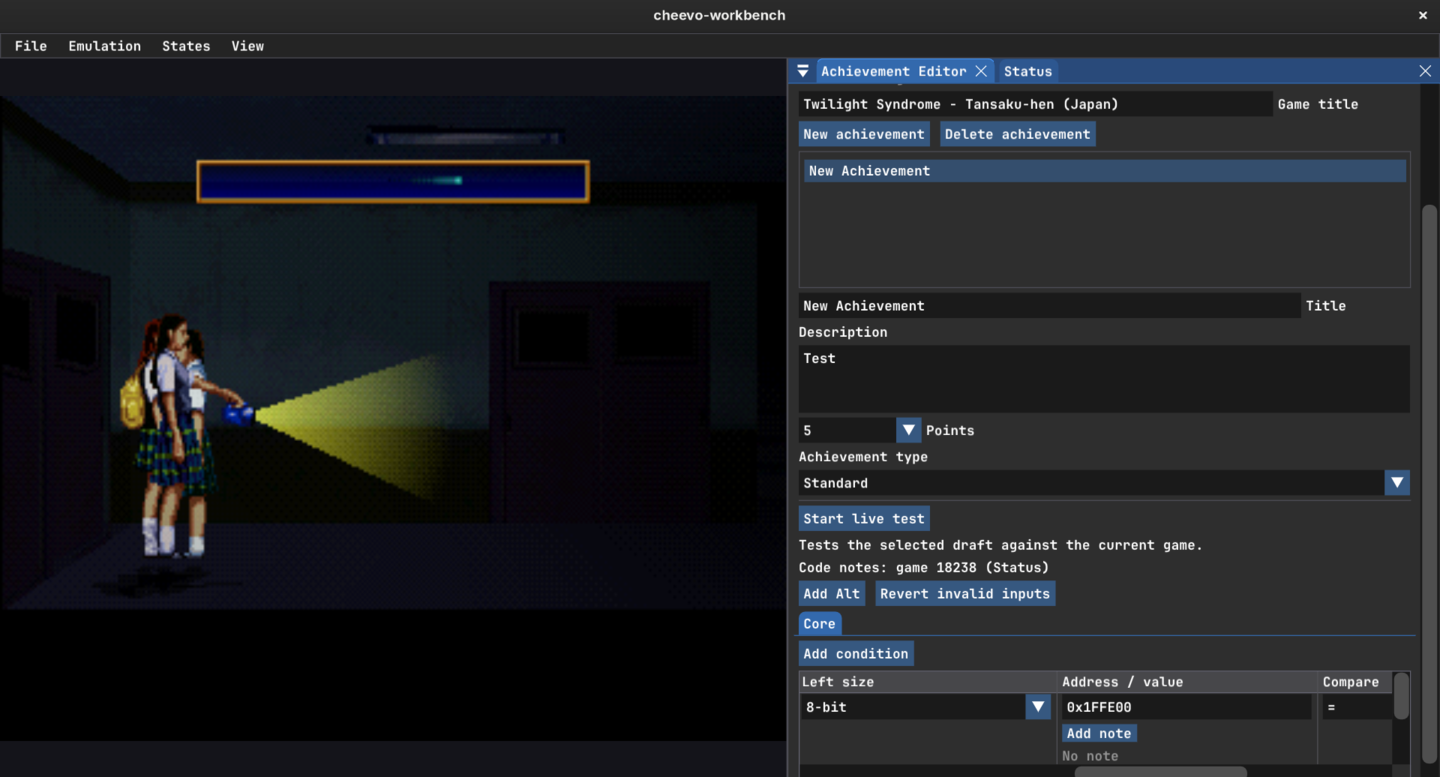 cheevo-workbench
File Emulation States View
Achievement Editor Status
Twilight Syndrome - Tansaku-hen (Japan) Game title
New achievement Delete achievement
New Achievement
New Achievement Title
Description
Test
5 Points
Achievement type
Standard
Start live test
Tests the selected draft against the current game.
Code notes: game 18238 (Status)
Add Alt Revert invalid inputs
Core
Add condition
Left size Address / value Compare
8-bit 0x1FFE00 =
Add note
No note